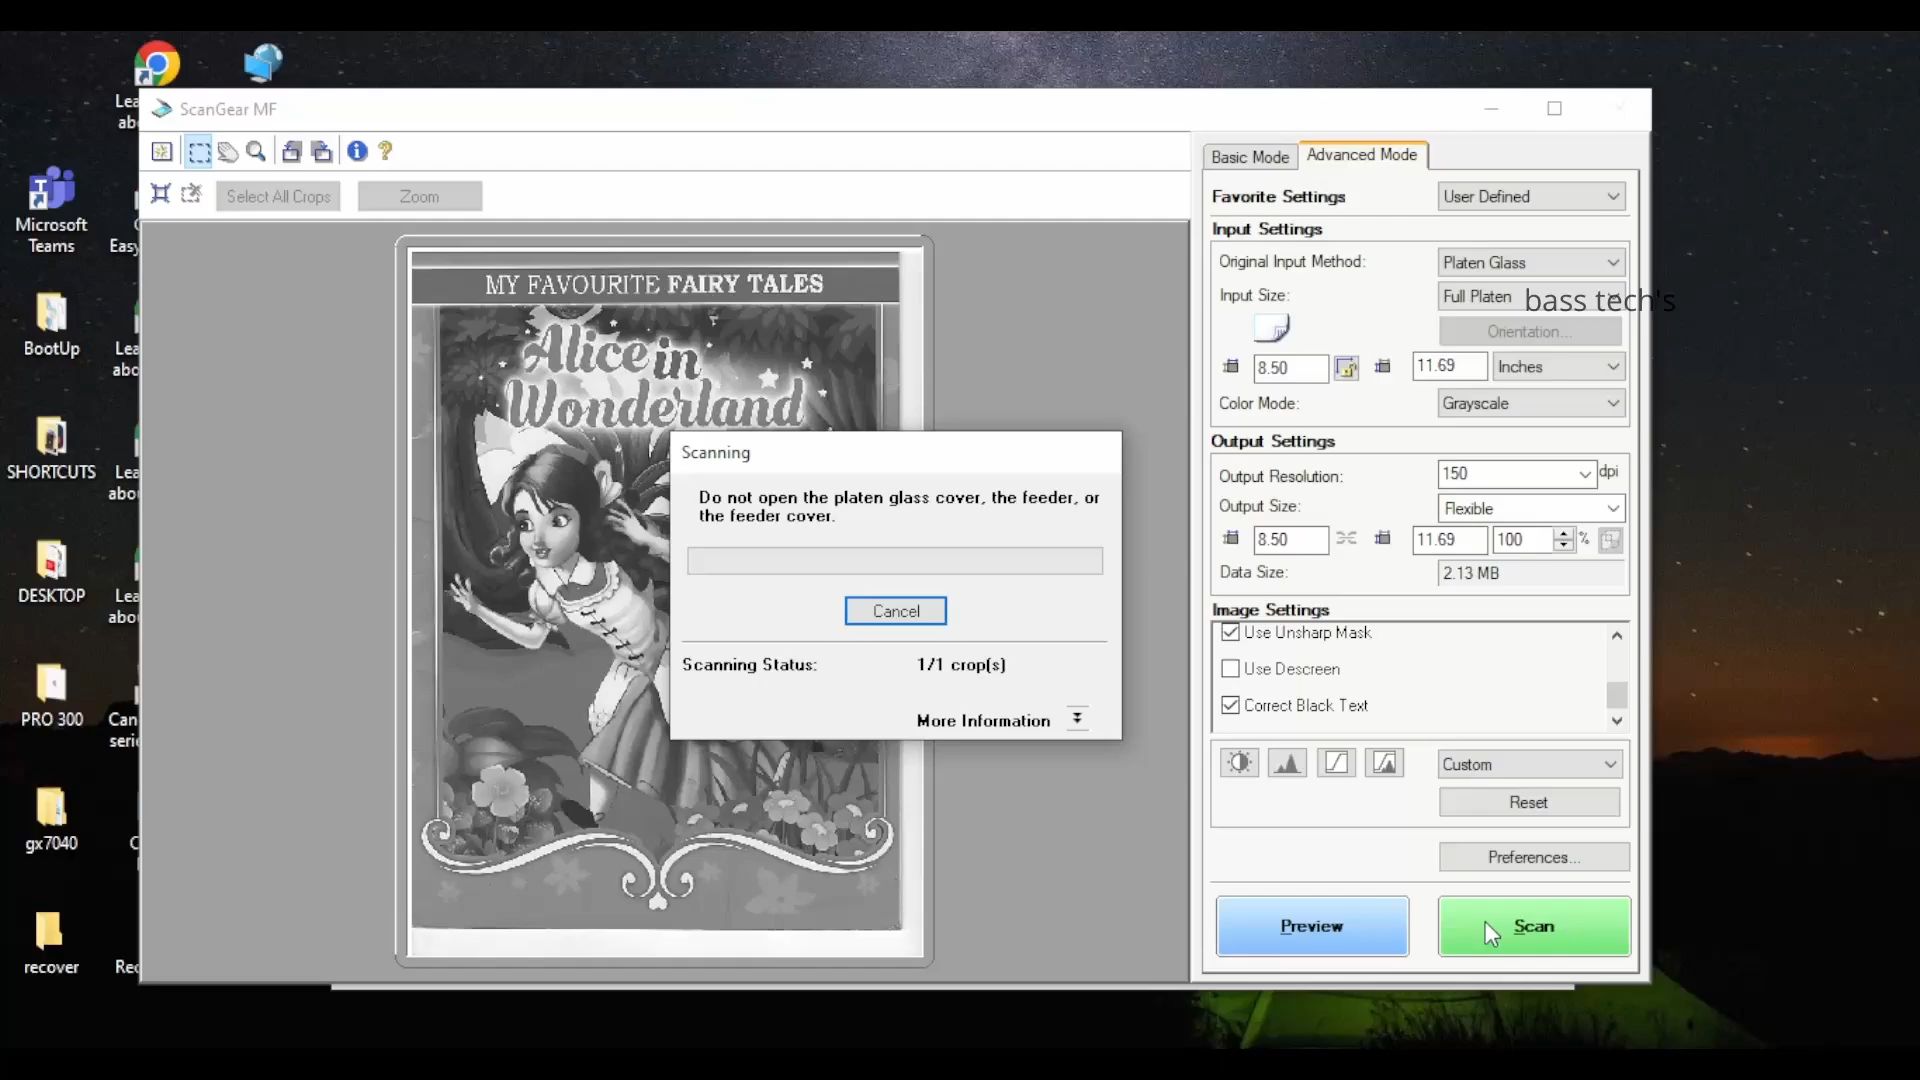 Lea
ab
ScanGear MF
Select All Crops
Zoom
Microsoft
Teams
Easy
BootUp
Lea
abo
SHORTCUTS
Lea
abo
DESKTOP
Lea
abo
PRO 300
Can
seri
gx7040
C
recover
Rec
MY FAVOURITE FAIRY TALES
Alice in
Wonderland
Scanning
Do not open the platen glass cover, the feeder, or
the feeder cover.
Cancel
Scanning Status: 1/1 crop(s)
More Information
Basic Mode
Advanced Mode
Favorite Settings User Defined
Input Settings
Original Input Method: Platen Glass
Input Size: Full Platen
bass tech's
Orientation...
8.50 11.69 Inches
Color Mode: Grayscale
Output Settings
Output Resolution: 150 dpi
Output Size: Flexible
8.50 11.69 100 %
Data Size: 2.13 MB
Image Settings
Use Unsharp Mask
Use Descreen
Correct Black Text
Custom
Reset
Preferences...
Preview
Scan